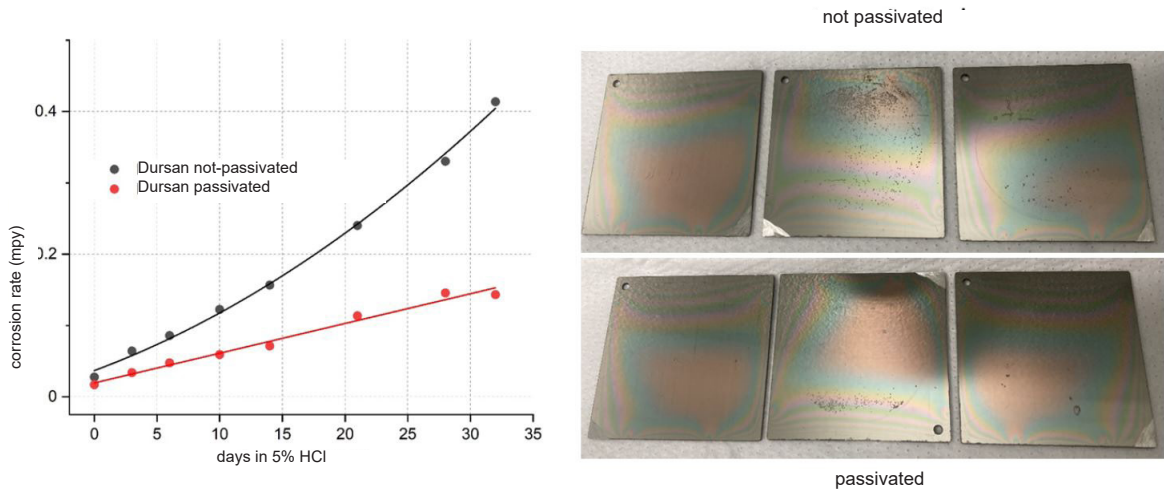 not passivated
0.4
Dursan not-passivated
Dursan passivated
0.2
corrosion rate (mpy)
0
0
5
10
15
20
25
30
35
days in 5% HCl
passivated